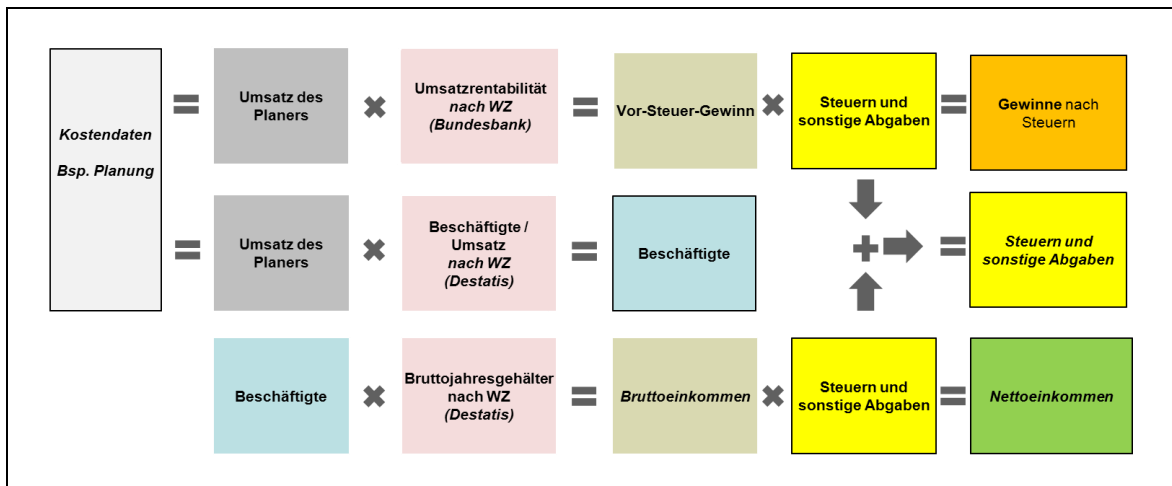 Kostendaten
Bsp. Planung
=
Umsatz des
Planers
×
Umsatzrentabilität
nach WZ
(Bundesbank)
=
Vor-Steuer-Gewinn
×
Steuern und
sonstige Abgaben
=
Gewinne nach
Steuern
=
Umsatz des
Planers
×
Beschäftigte /
Umsatz
nach WZ
(Destatis)
=
Beschäftigte
+
=
Steuern und
sonstige Abgaben
Beschäftigte
×
Bruttojahresgehälter
nach WZ
(Destatis)
=
Bruttoeinkommen
×
Steuern und
sonstige Abgaben
=
Nettoeinkommen